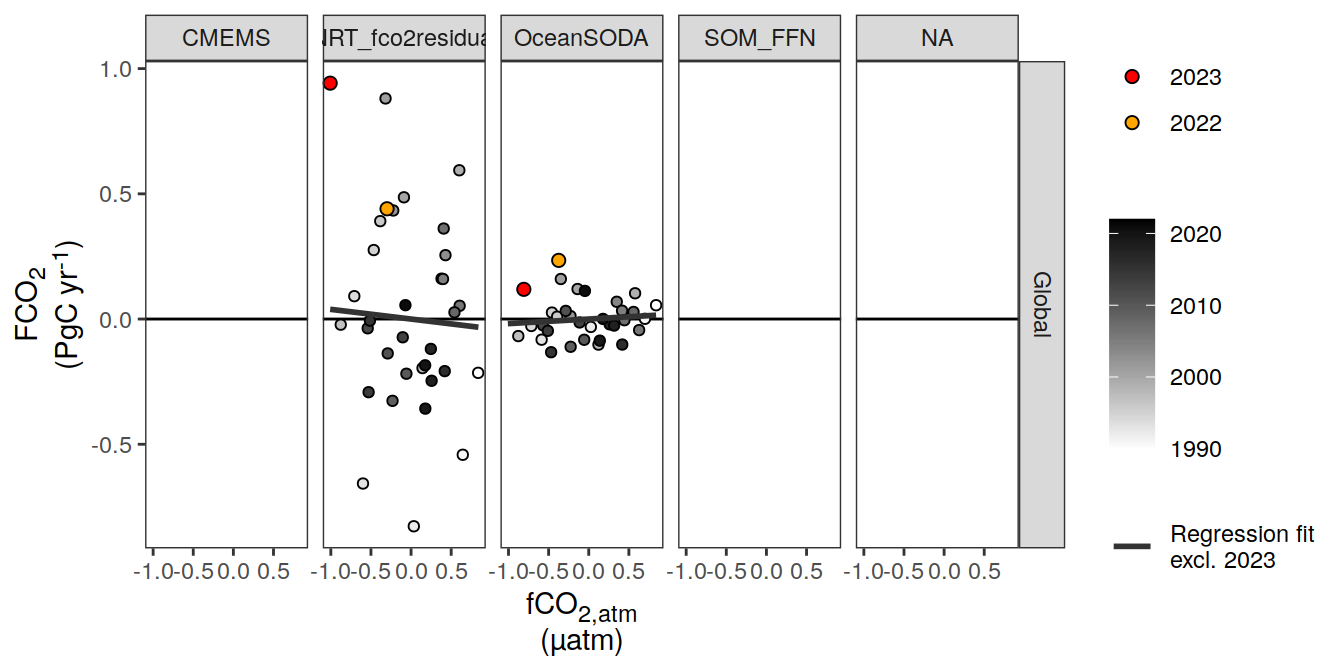 CMEMS
NRT_fco2residua
OceanSODA
SOM_FFN
NA
1.0
0.5
0.0
-0.5
FCO2
(PgC yr-1)
Global
-1.0 -0.5 0.0 0.5
-1.0 -0.5 0.0 0.5
-1.0 -0.5 0.0 0.5
-1.0 -0.5 0.0 0.5
-1.0 -0.5 0.0 0.5
fCO2,atm
(µatm)
2023
2022
2020
2010
2000
1990
Regression fit
excl. 2023